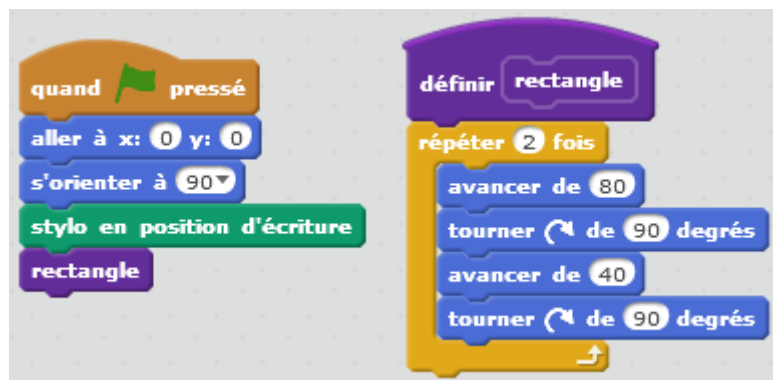 quand pressé
aller à x: 0 y: 0
s'orienter à 90
stylo en position d'écriture
rectangle
définir rectangle
répéter 2 fois
avancer de 80
tourner de 90 degrés
avancer de 40
tourner de 90 degrés